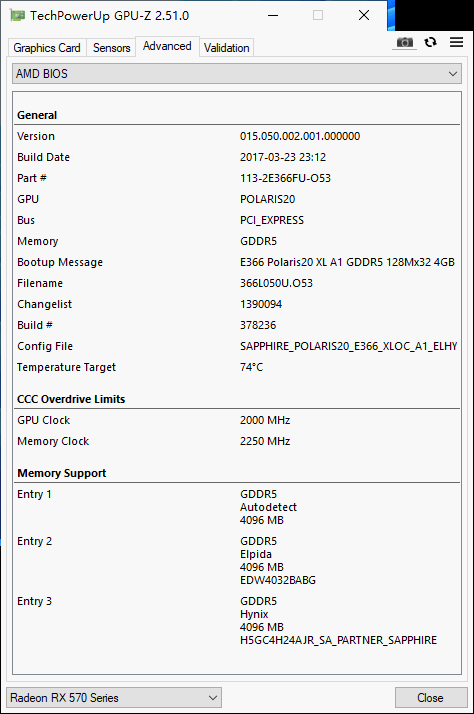 TechPowerUp GPU-Z 2.51.0
Graphics Card Sensors Advanced Validation
AMD BIOS
General
Version 015.050.002.001.000000
Build Date 2017-03-23 23:12
Part # 113-2E366FU-O53
GPU POLARIS20
Bus PCI_EXPRESS
Memory GDDR5
Bootup Message E366 Polaris20 XL A1 GDDR5 128Mx32 4GB
Filename 366L050U.O53
Changelist 1390094
Build # 378236
Config File SAPPHIRE_POLARIS20_E366_XLOC_A1_ELHY
Temperature Target 74°C
CCC Overdrive Limits
GPU Clock 2000 MHz
Memory Clock 2250 MHz
Memory Support
Entry 1 GDDR5
Autodetect
4096 MB
Entry 2 GDDR5
Elpida
4096 MB
EDW4032BABG
Entry 3 GDDR5
Hynix
4096 MB
H5GC4H24AJR_SA_PARTNER_SAPPHIRE
Radeon RX 570 Series Close